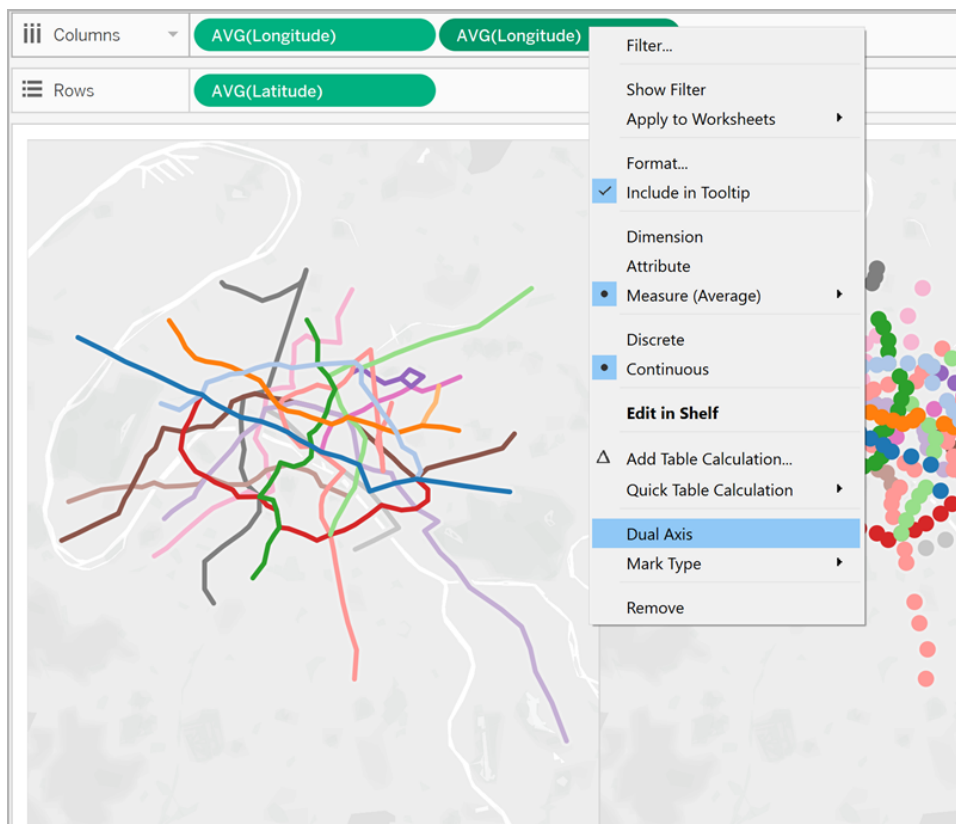 Columns
AVG(Longitude)
AVG(Longitude)
Rows
AVG(Latitude)
Filter...
Show Filter
Apply to Worksheets
Format...
Include in Tooltip
Dimension
Attribute
Measure (Average)
Discrete
Continuous
Edit in Shelf
Add Table Calculation...
Quick Table Calculation
Dual Axis
Mark Type
Remove